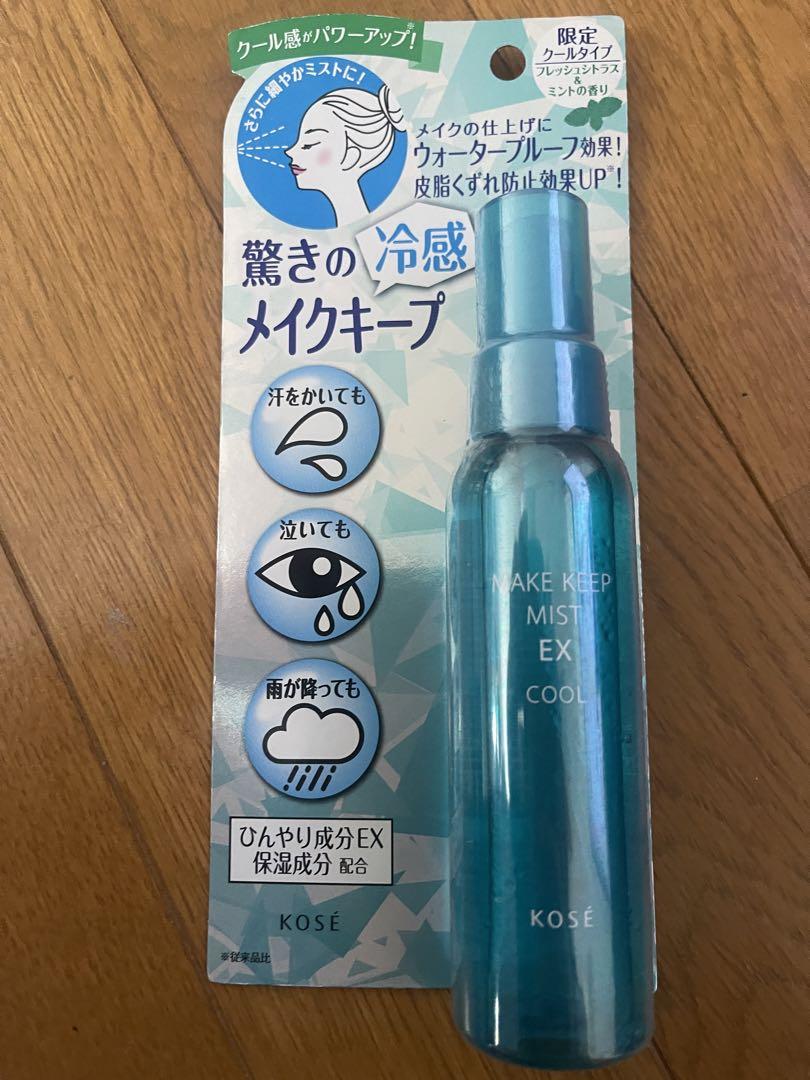 クール感がパワーアップ!※
さらに細やかミストに!
限定
クールタイプ
フレッシュシトラス
&
ミントの香り
メイクの仕上げに
ウォータープルーフ効果!
皮脂くずれ防止効果UP※!
驚きの冷感
メイクキープ
汗をかいても
泣いても
雨が降っても
ひんやり成分EX
保湿成分 配合
KOSÉ
※従来品比
MAKE KEEP
MIST
EX
COOL
KOSÉ